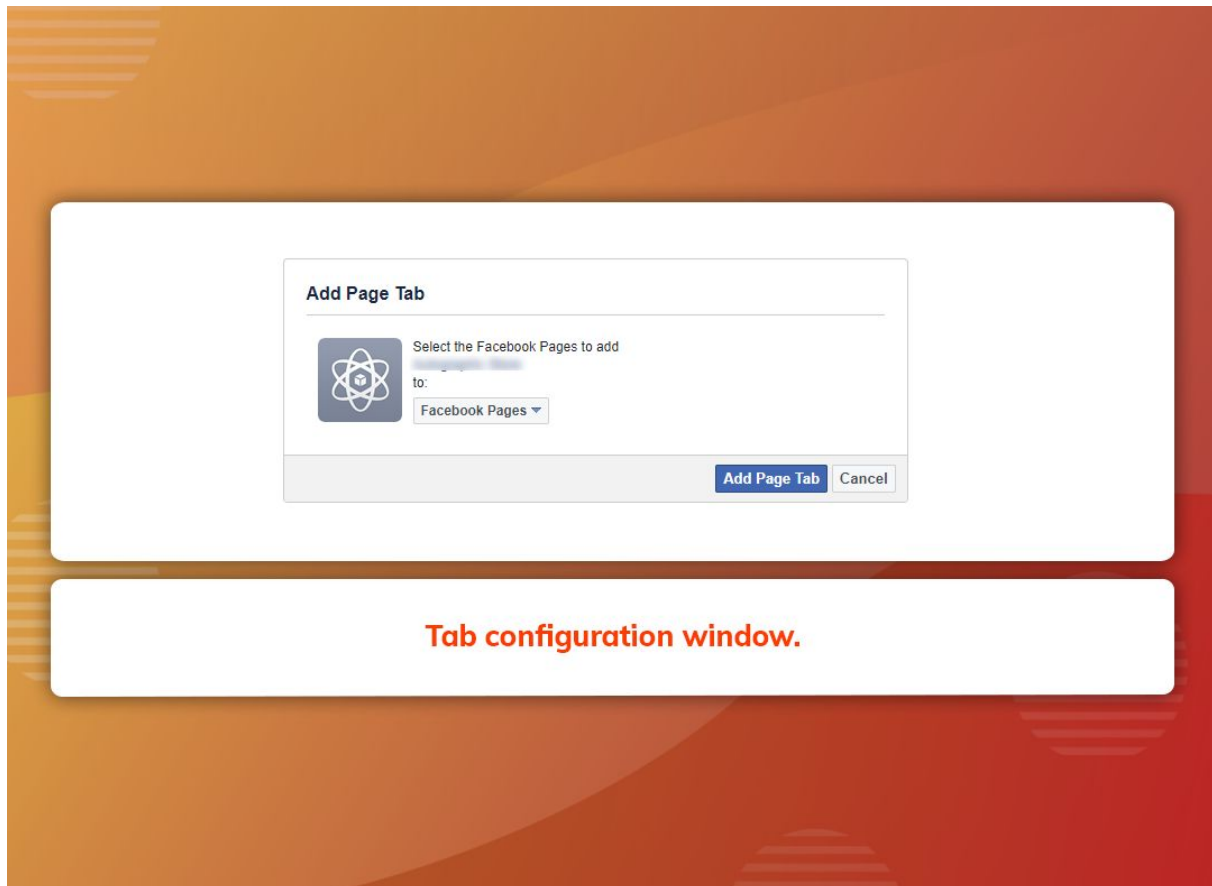 Add Page Tab
Select the Facebook Pages to add
to:
Facebook Pages
Add Page Tab Cancel
Tab configuration window.